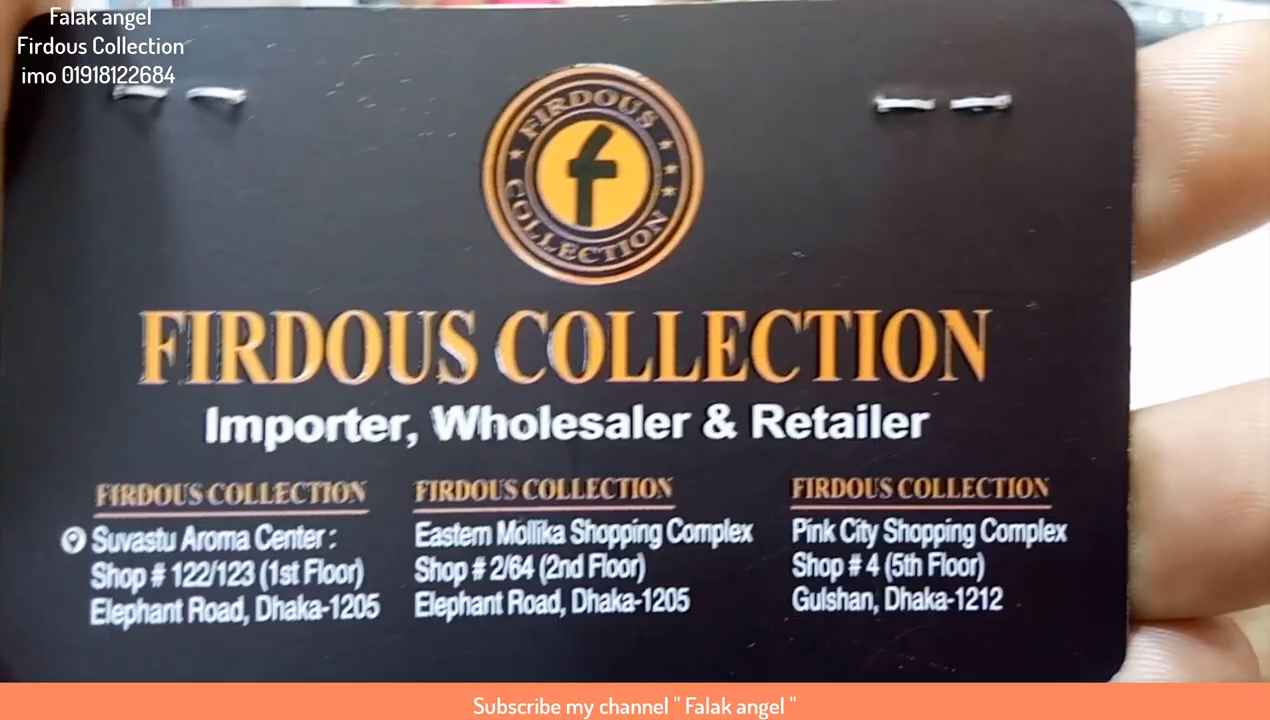 Falak angel
Firdous Collection
imo 01918122684
FIRDOUS
f
COLLECTION
FIRDOUS COLLECTION
Importer, Wholesaler & Retailer
FIRDOUS COLLECTION
Suvastu Aroma Center :
Shop # 122/123 (1st Floor)
Elephant Road, Dhaka-1205
FIRDOUS COLLECTION
Eastern Mollika Shopping Complex
Shop # 2/64 (2nd Floor)
Elephant Road, Dhaka-1205
FIRDOUS COLLECTION
Pink City Shopping Complex
Shop # 4 (5th Floor)
Gulshan, Dhaka-1212
Subscribe my channel " Falak angel "